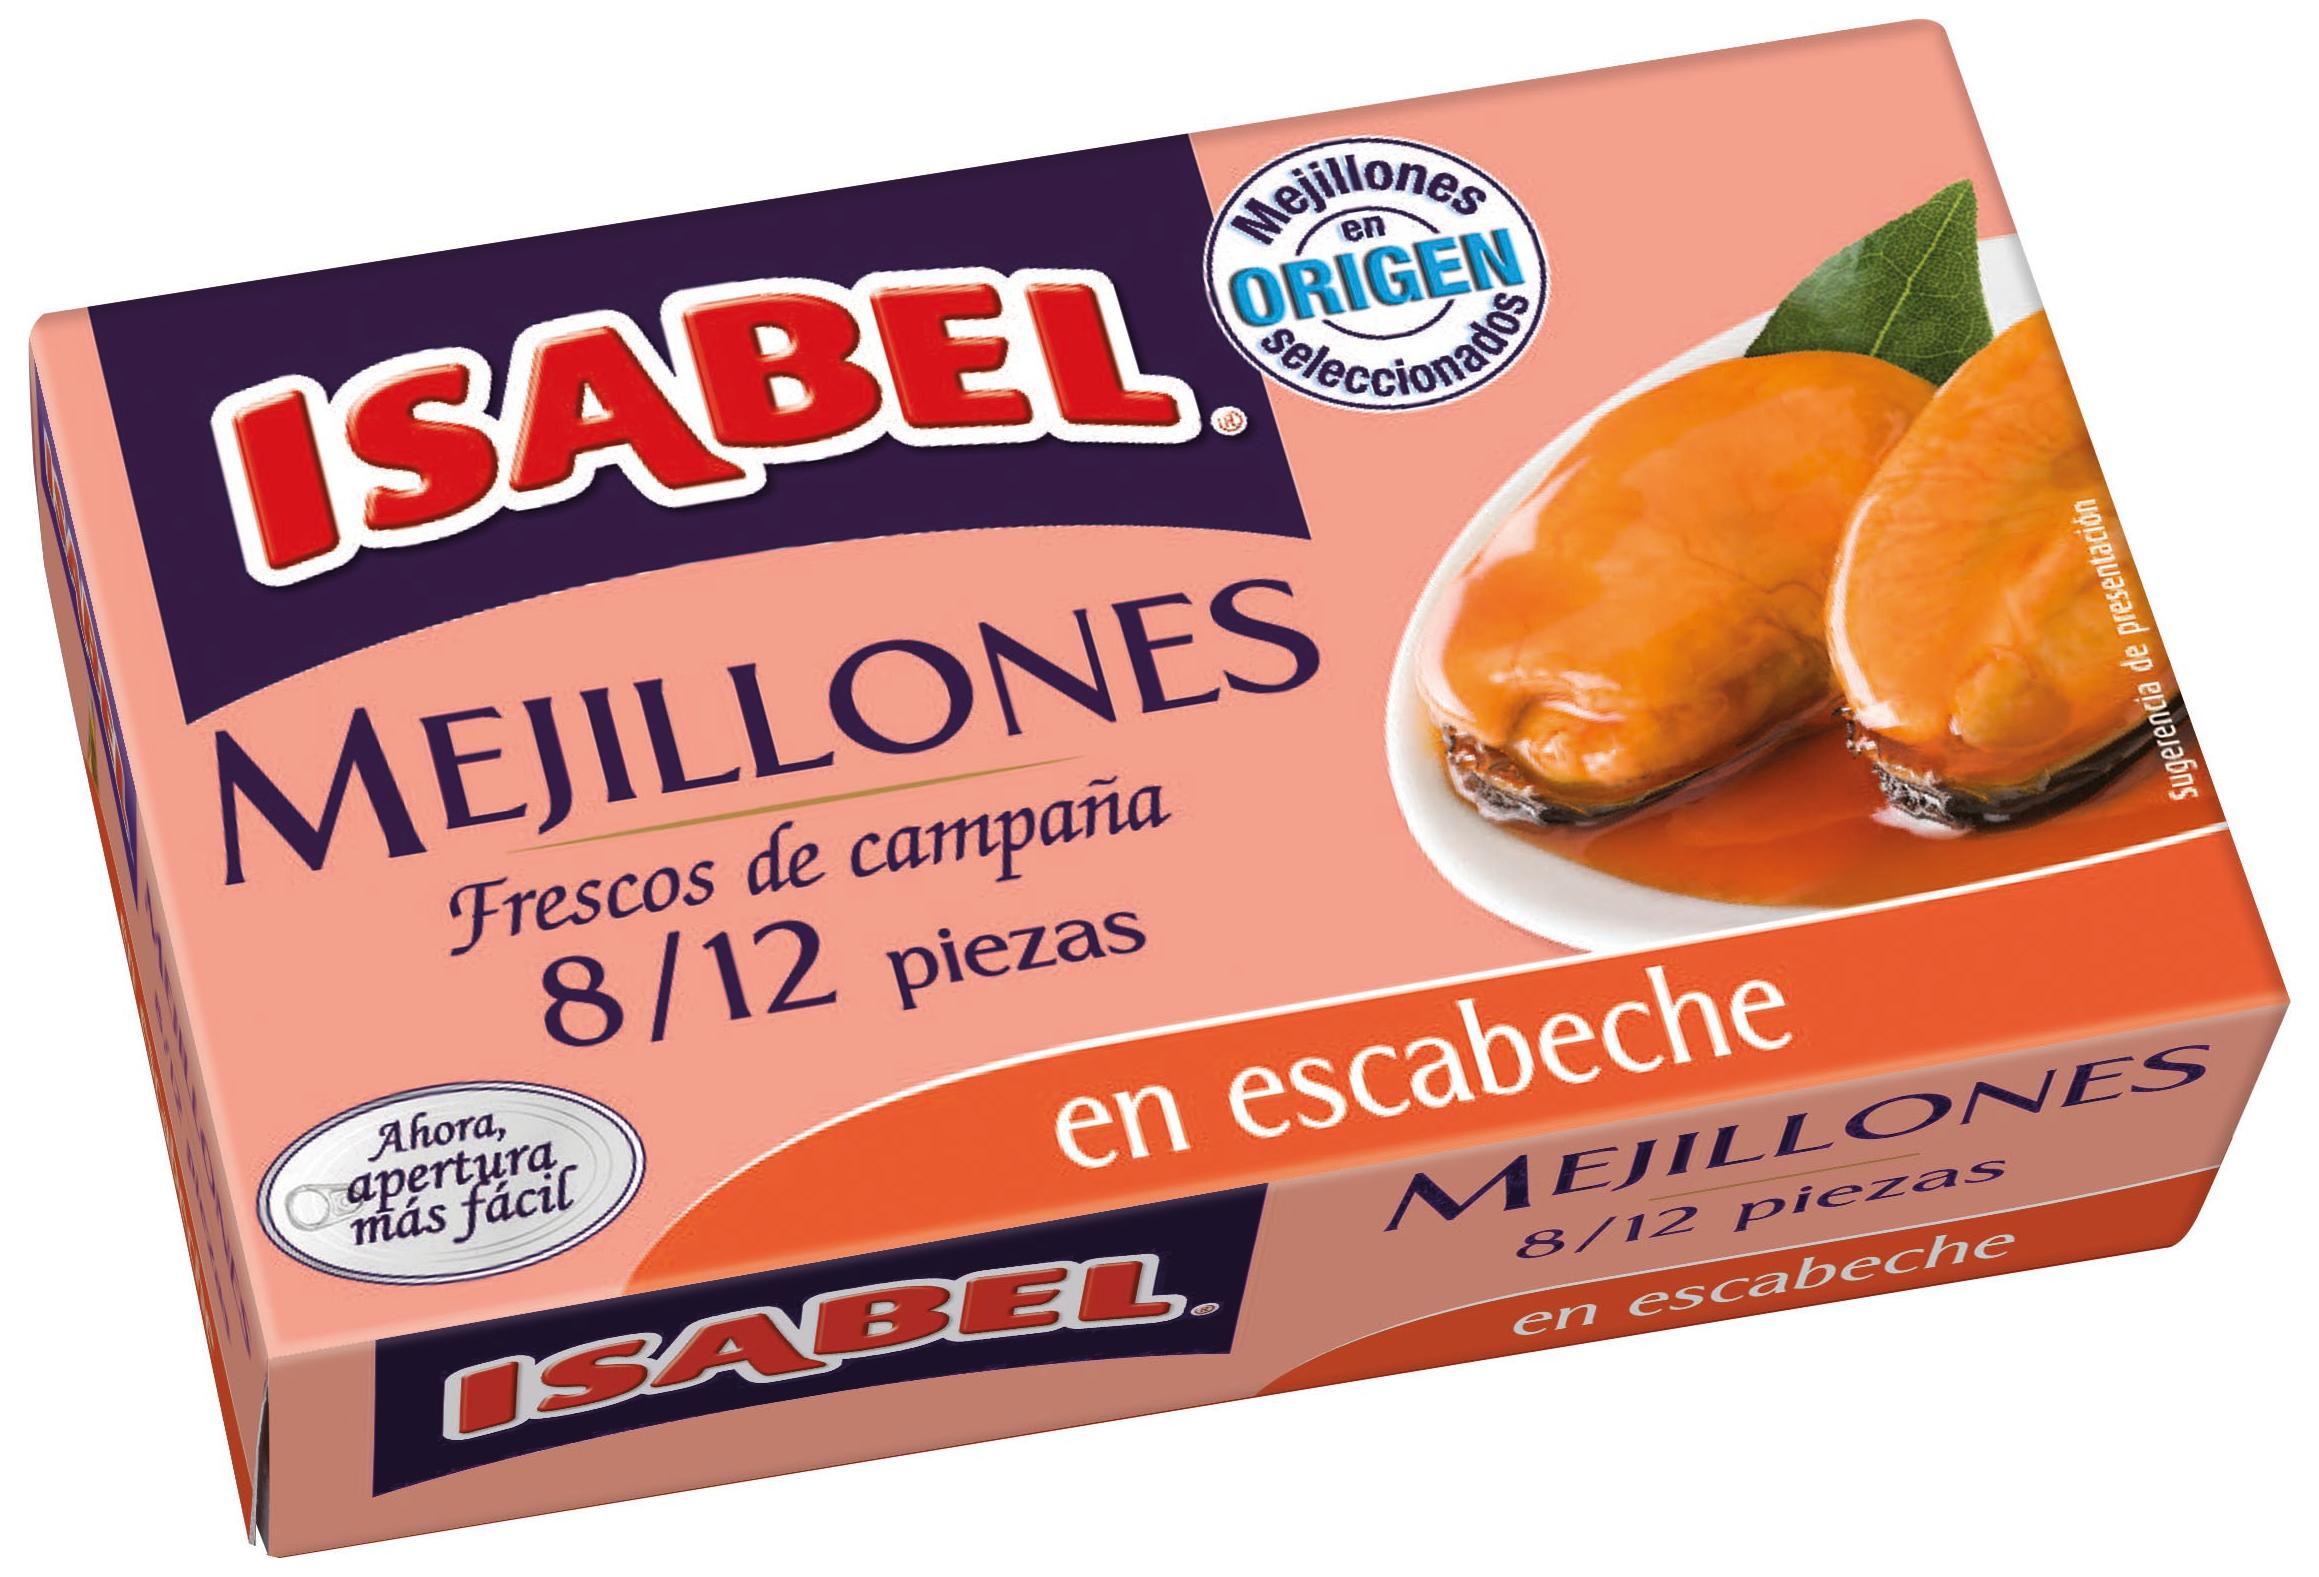 ISABEL®
Mejillones
en
ORIGEN
seleccionados
MEJILLONES
Frescos de campaña
8/12 piezas
Sugerencia de presentación
en escabeche
Ahora,
apertura
más fácil
ISABEL®
MEJILLONES
8/12 piezas
en escabeche